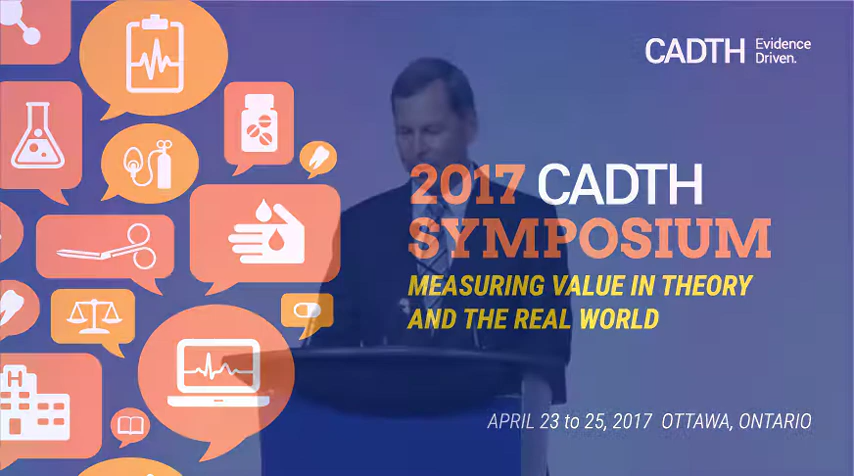 CADTH Evidence
Driven.
2017 CADTH
SYMPOSIUM
MEASURING VALUE IN THEORY
AND THE REAL WORLD
APRIL 23 to 25, 2017 OTTAWA, ONTARIO
H